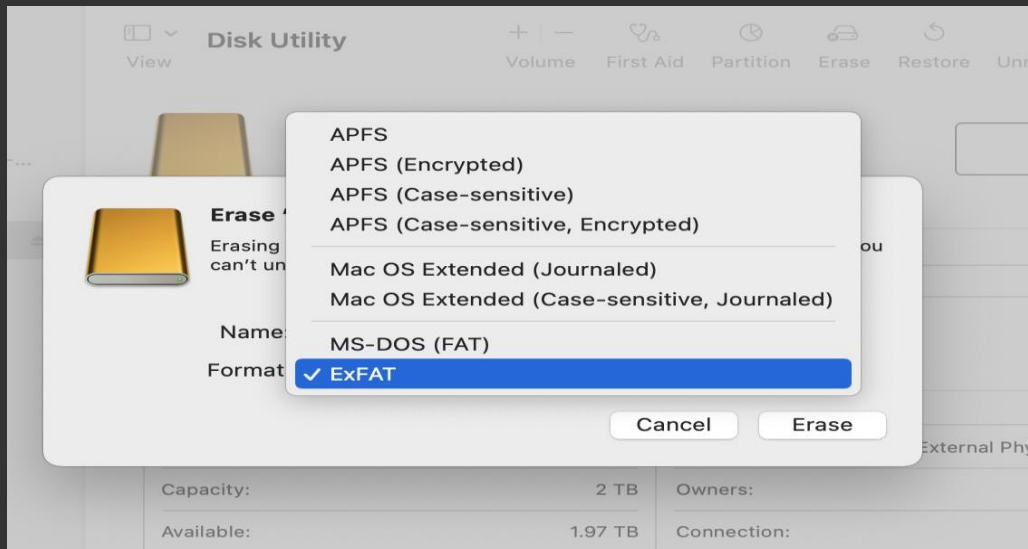 Disk Utility
View
Volume
First Aid
Partition
Erase
Restore
APFS
APFS (Encrypted)
APFS (Case-sensitive)
APFS (Case-sensitive, Encrypted)
Mac OS Extended (Journaled)
Mac OS Extended (Case-sensitive, Journaled)
MS-DOS (FAT)
ExFAT
Erase
Erasing
ou
can't un
Name:
Format
Cancel
Erase
External Phy
Capacity:
2 TB
Owners:
Available:
1.97 TB
Connection: